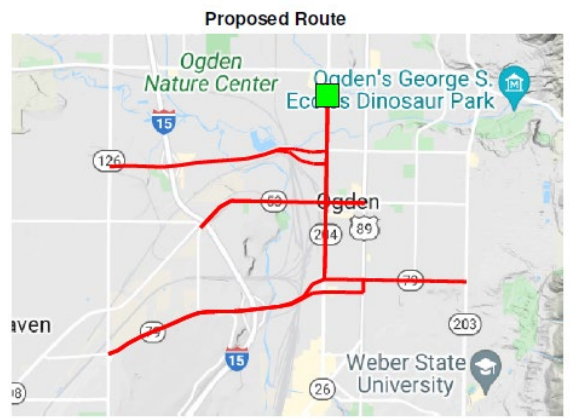 Proposed Route
Ogden
Nature Center
Ogden's George S.
Eccles Dinosaur Park
15
126
53
Ogden
204
89
79
203
aven
79
15
Weber State
University
26